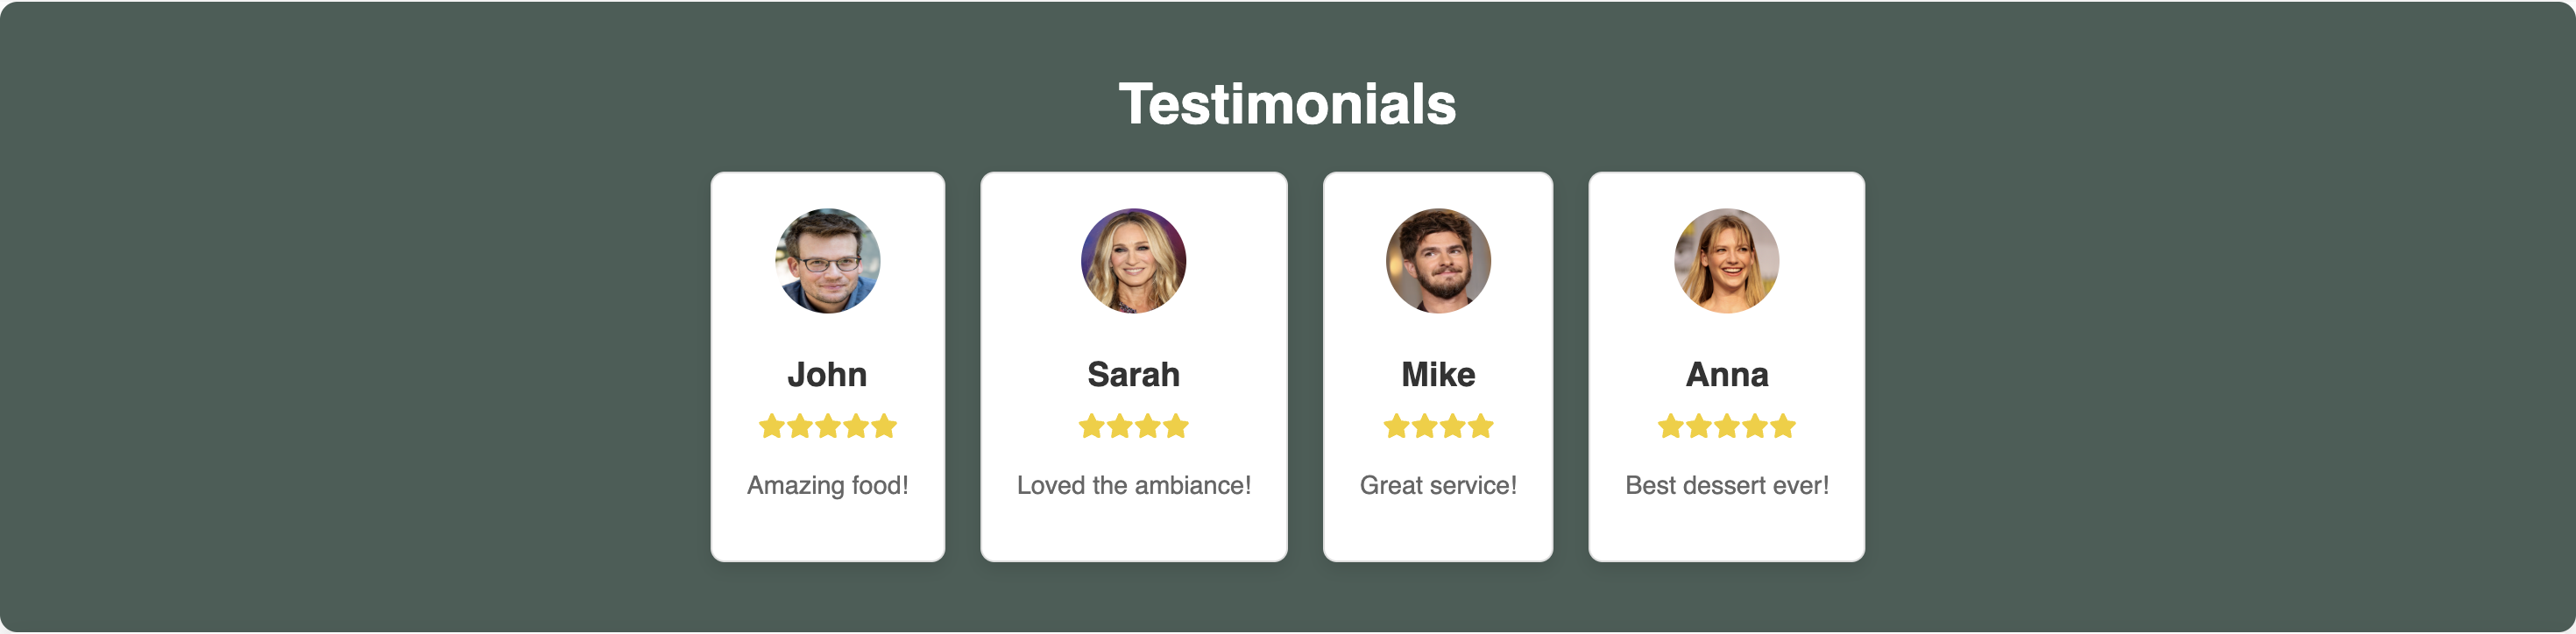 Testimonials
John
Amazing food!
Sarah
Loved the ambiance!
Mike
Great service!
Anna
Best dessert ever!